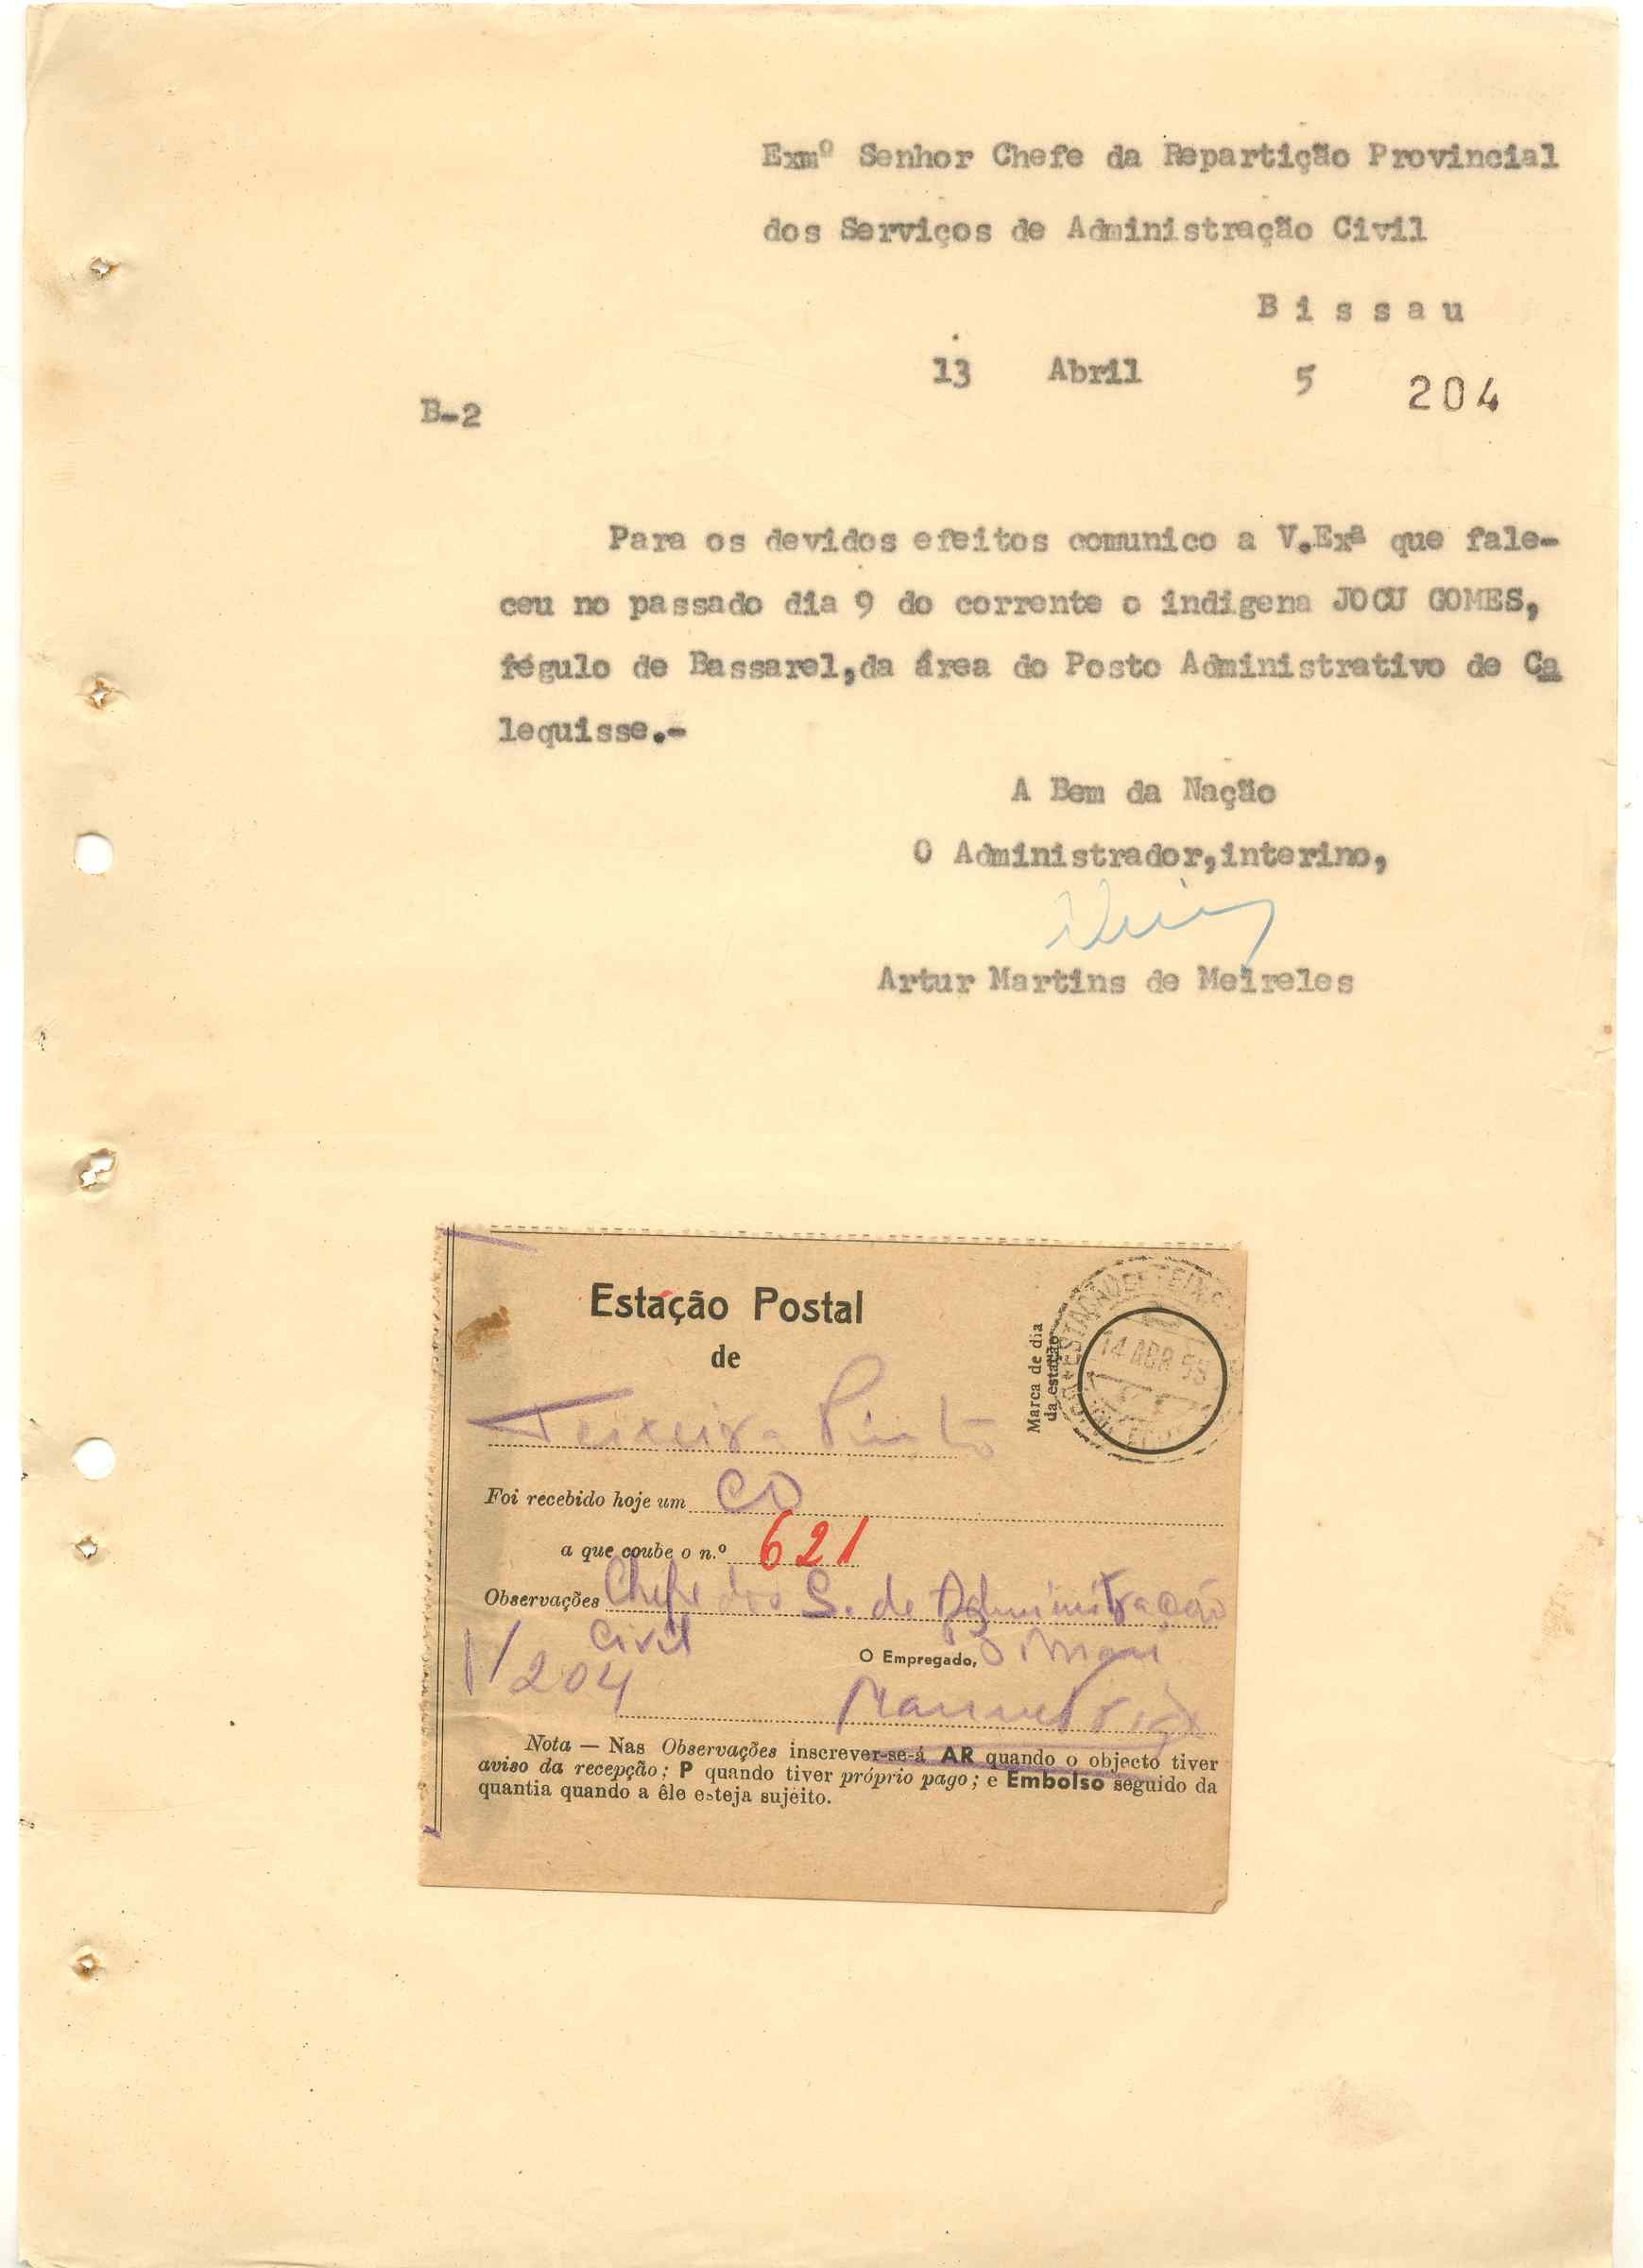 Exmº Senhor Chefe da Repartição Provincial
dos Serviços de Administração Civil
B i s s a u
13 Abril 5 204
B-2
Para os devidos efeitos comunico a V.Exª que fale-
ceu no passado dia 9 do corrente o indigena JOCU GOMES,
régulo de Bassarel,da área do Posto Administrativo de Ca
lequisse.-
A Bem da Nação
O Administrador,interino,
Artur Martins de Meireles
Estação Postal
de
Teixeira Pinto
Marca de dia
da estação
14 ABR 55
Foi recebido hoje um CO
a que coube o n.º 621
Observações Chefe dos S. de Administração
Civil
O Empregado,
N/204
Manuel
Nota — Nas Observações inscrever-se-á AR quando o objecto tiver
aviso da recepção; P quando tiver próprio pago; e Embolso seguido da
quantia quando a êle esteja sujeito.